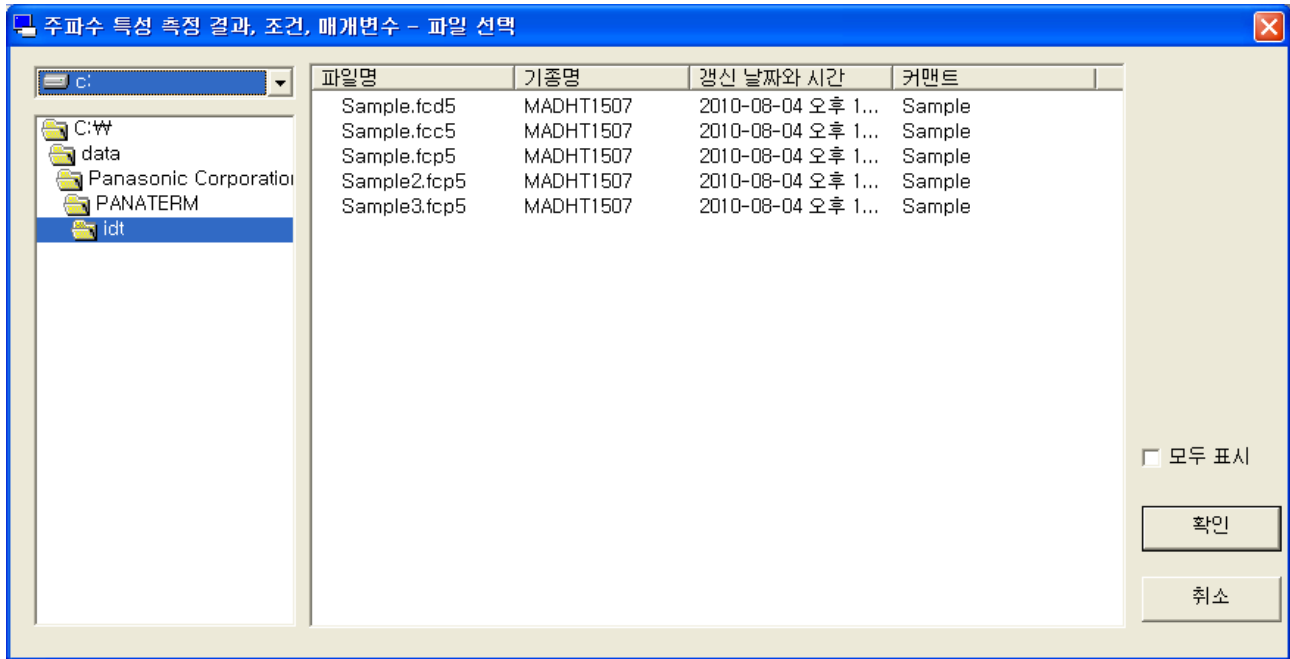 주파수 특성 측정 결과, 조건, 매개변수 – 파일 선택
c:
C:₩
data
Panasonic Corporation
PANATERM
idt
파일명 기종명 갱신 날짜와 시간 커맨트
Sample.fcd5 MADHT1507 2010-08-04 오후 1... Sample
Sample.fcc5 MADHT1507 2010-08-04 오후 1... Sample
Sample.fcp5 MADHT1507 2010-08-04 오후 1... Sample
Sample2.fcp5 MADHT1507 2010-08-04 오후 1... Sample
Sample3.fcp5 MADHT1507 2010-08-04 오후 1... Sample
모두 표시
확인
취소